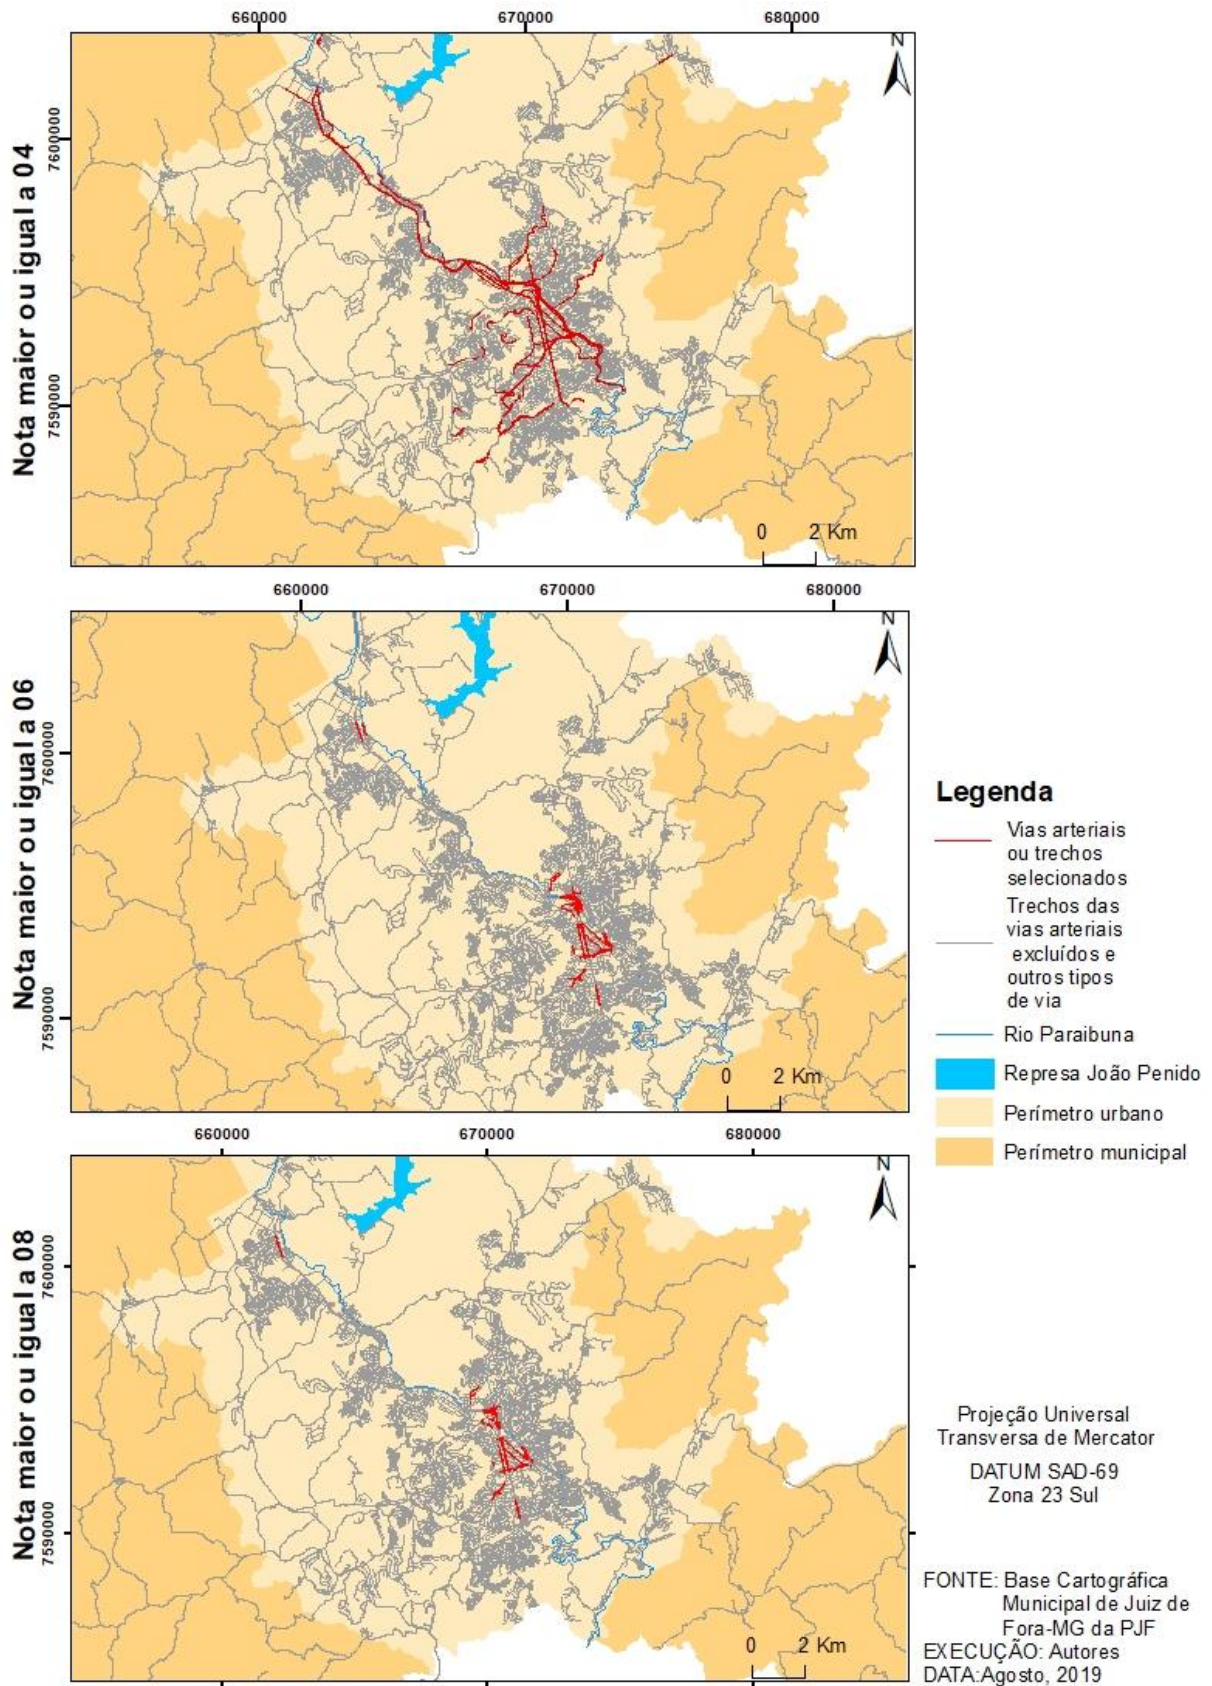 660000
670000
680000
N
7600000
7590000
Nota maior ou igual a 04
0
2 Km
660000
670000
680000
N
7600000
7590000
Nota maior ou igual a 06
0
2 Km
660000
670000
680000
N
7600000
7590000
Nota maior ou igual a 08
0
2 Km
Legenda
Vias arteriais
ou trechos
selecionados
Trechos das
vias arteriais
excluídos e
outros tipos
de via
Rio Paraibuna
Represa João Penido
Perímetro urbano
Perímetro municipal
Projeção Universal
Transversa de Mercator
DATUM SAD-69
Zona 23 Sul
FONTE: Base Cartográfica
Municipal de Juiz de
Fora-MG da PJF
EXECUÇÃO: Autores
DATA:Agosto, 2019